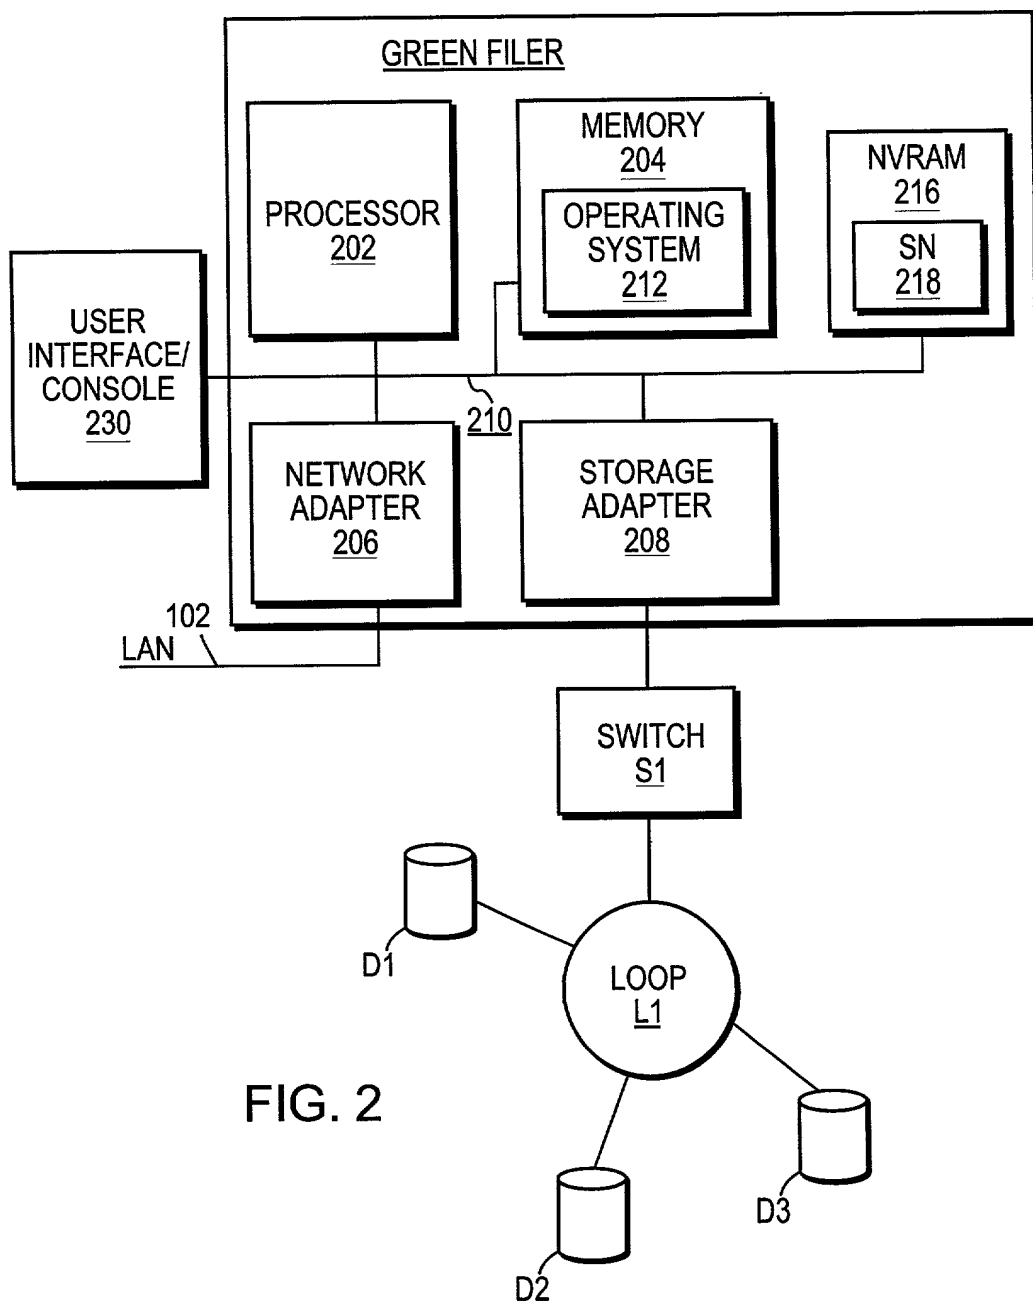 GREEN FILER
PROCESSOR
202
MEMORY
204
OPERATING
SYSTEM
212
NVRAM
216
SN
218
USER
INTERFACE/
CONSOLE
230
210
NETWORK
ADAPTER
206
STORAGE
ADAPTER
208
102
LAN
SWITCH
S1
D1
LOOP
L1
FIG. 2
D3
D2